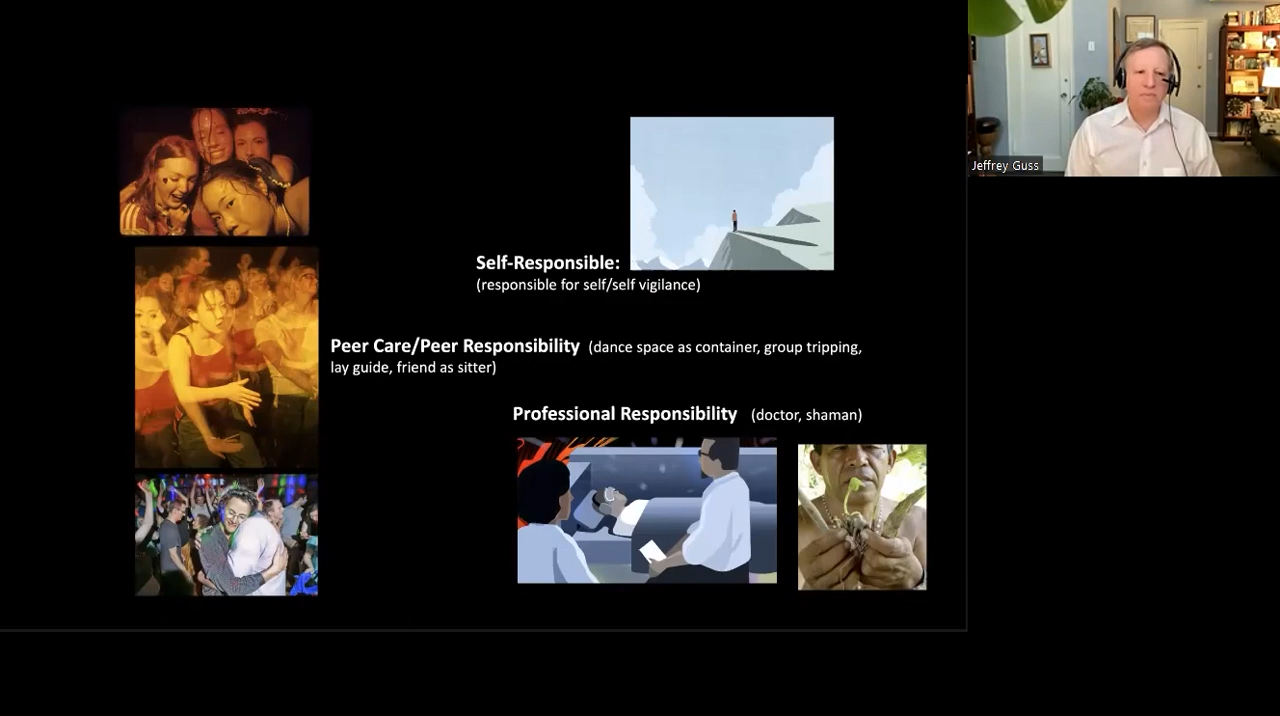 Jeffrey Guss
Self-Responsible:
(responsible for self/self vigilance)
Peer Care/Peer Responsibility (dance space as container, group tripping,
lay guide, friend as sitter)
Professional Responsibility (doctor, shaman)